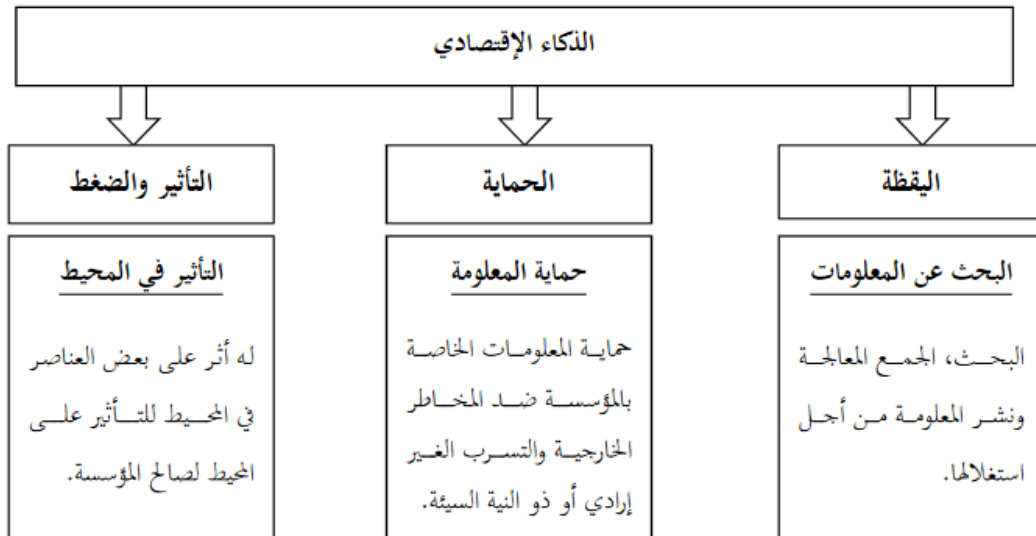 الذكاء الإقتصادي
اليقظة
الحماية
التأثير والضغط
البحث عن المعلومات
البحث، الجمع المعالجة
ونشر المعلومة من أجل
استغلالها.
حماية المعلومة
حماية المعلومات الخاصة
بالمؤسسة ضد المخاطر
الخارجية والتسرب الغير
إرادي أو ذو النية السيئة.
التأثير في المحيط
له أثر على بعض العناصر
في المحيط للتأثير على
المحيط لصالح المؤسسة.